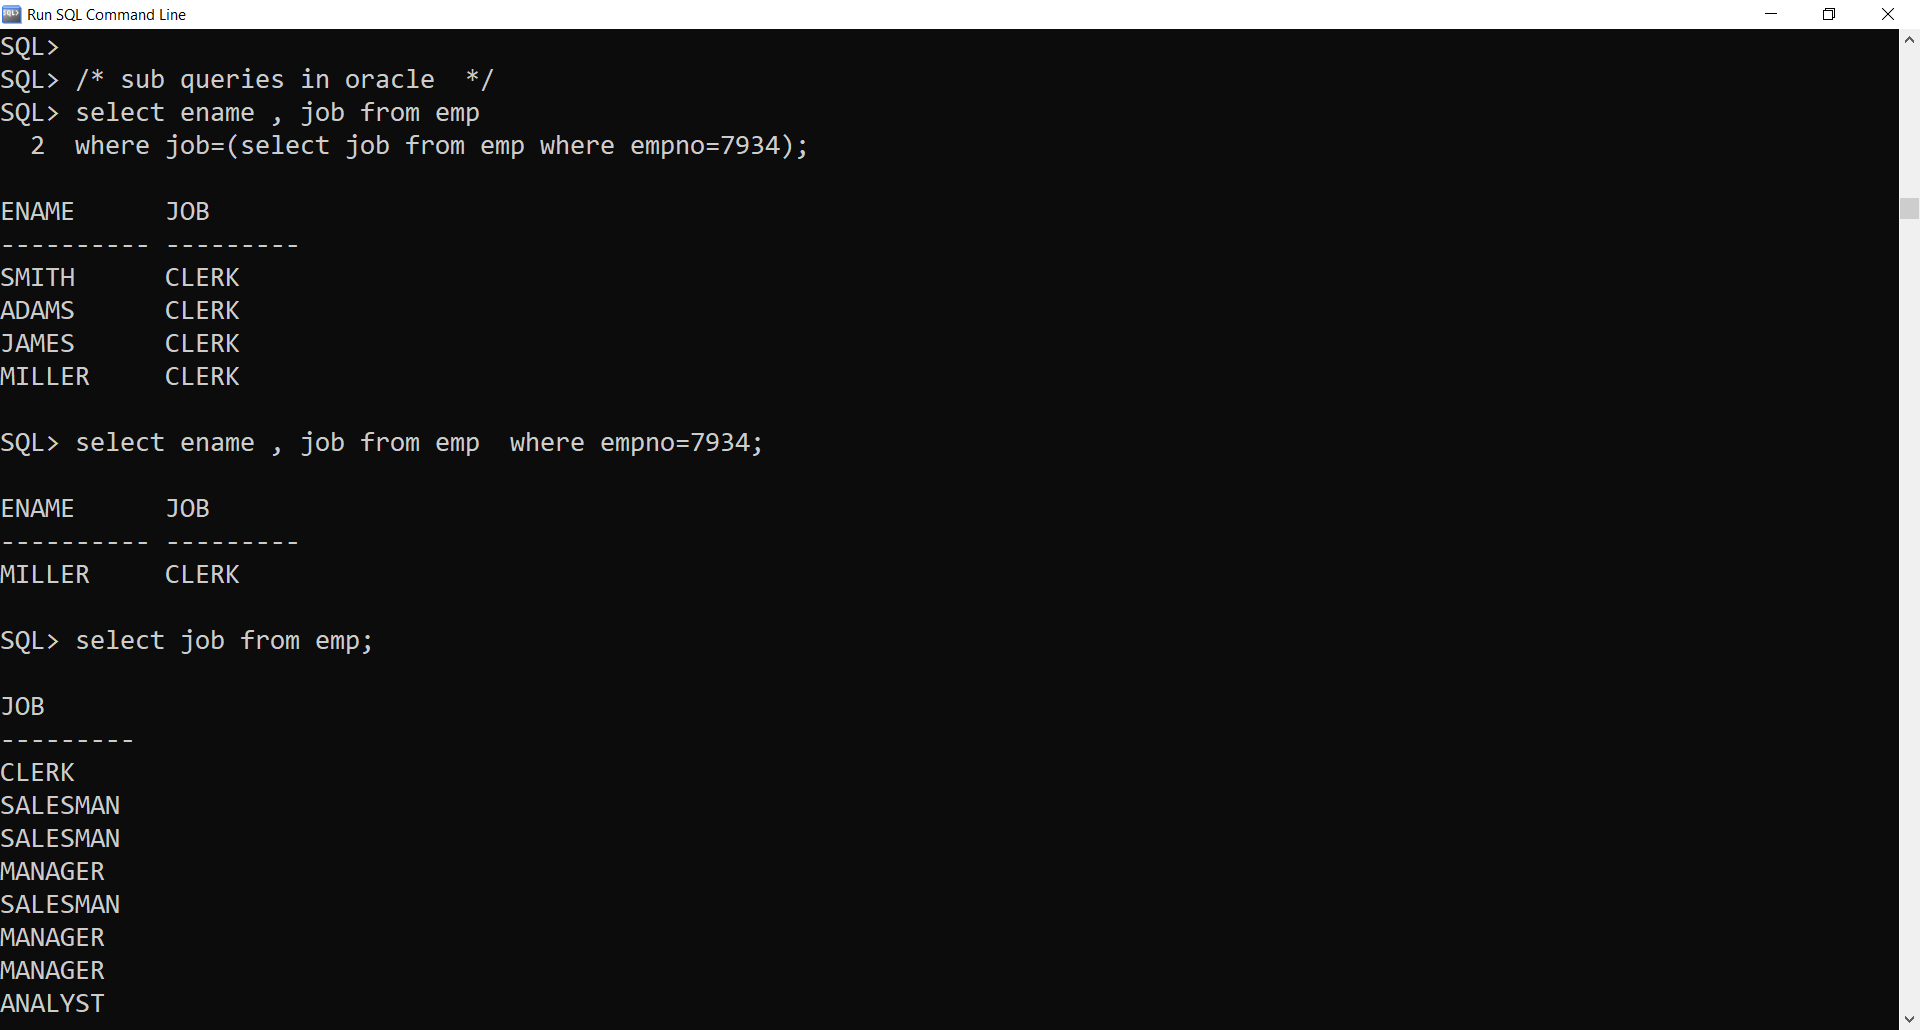 Run SQL Command Line
SQL>
SQL> /* sub queries in oracle  */
SQL> select ename , job from emp
  2  where job=(select job from emp where empno=7934);
ENAME      JOB
---------- ---------
SMITH      CLERK
ADAMS      CLERK
JAMES      CLERK
MILLER     CLERK
SQL> select ename , job from emp  where empno=7934;
ENAME      JOB
---------- ---------
MILLER     CLERK
SQL> select job from emp;
JOB
---------
CLERK
SALESMAN
SALESMAN
MANAGER
SALESMAN
MANAGER
MANAGER
ANALYST